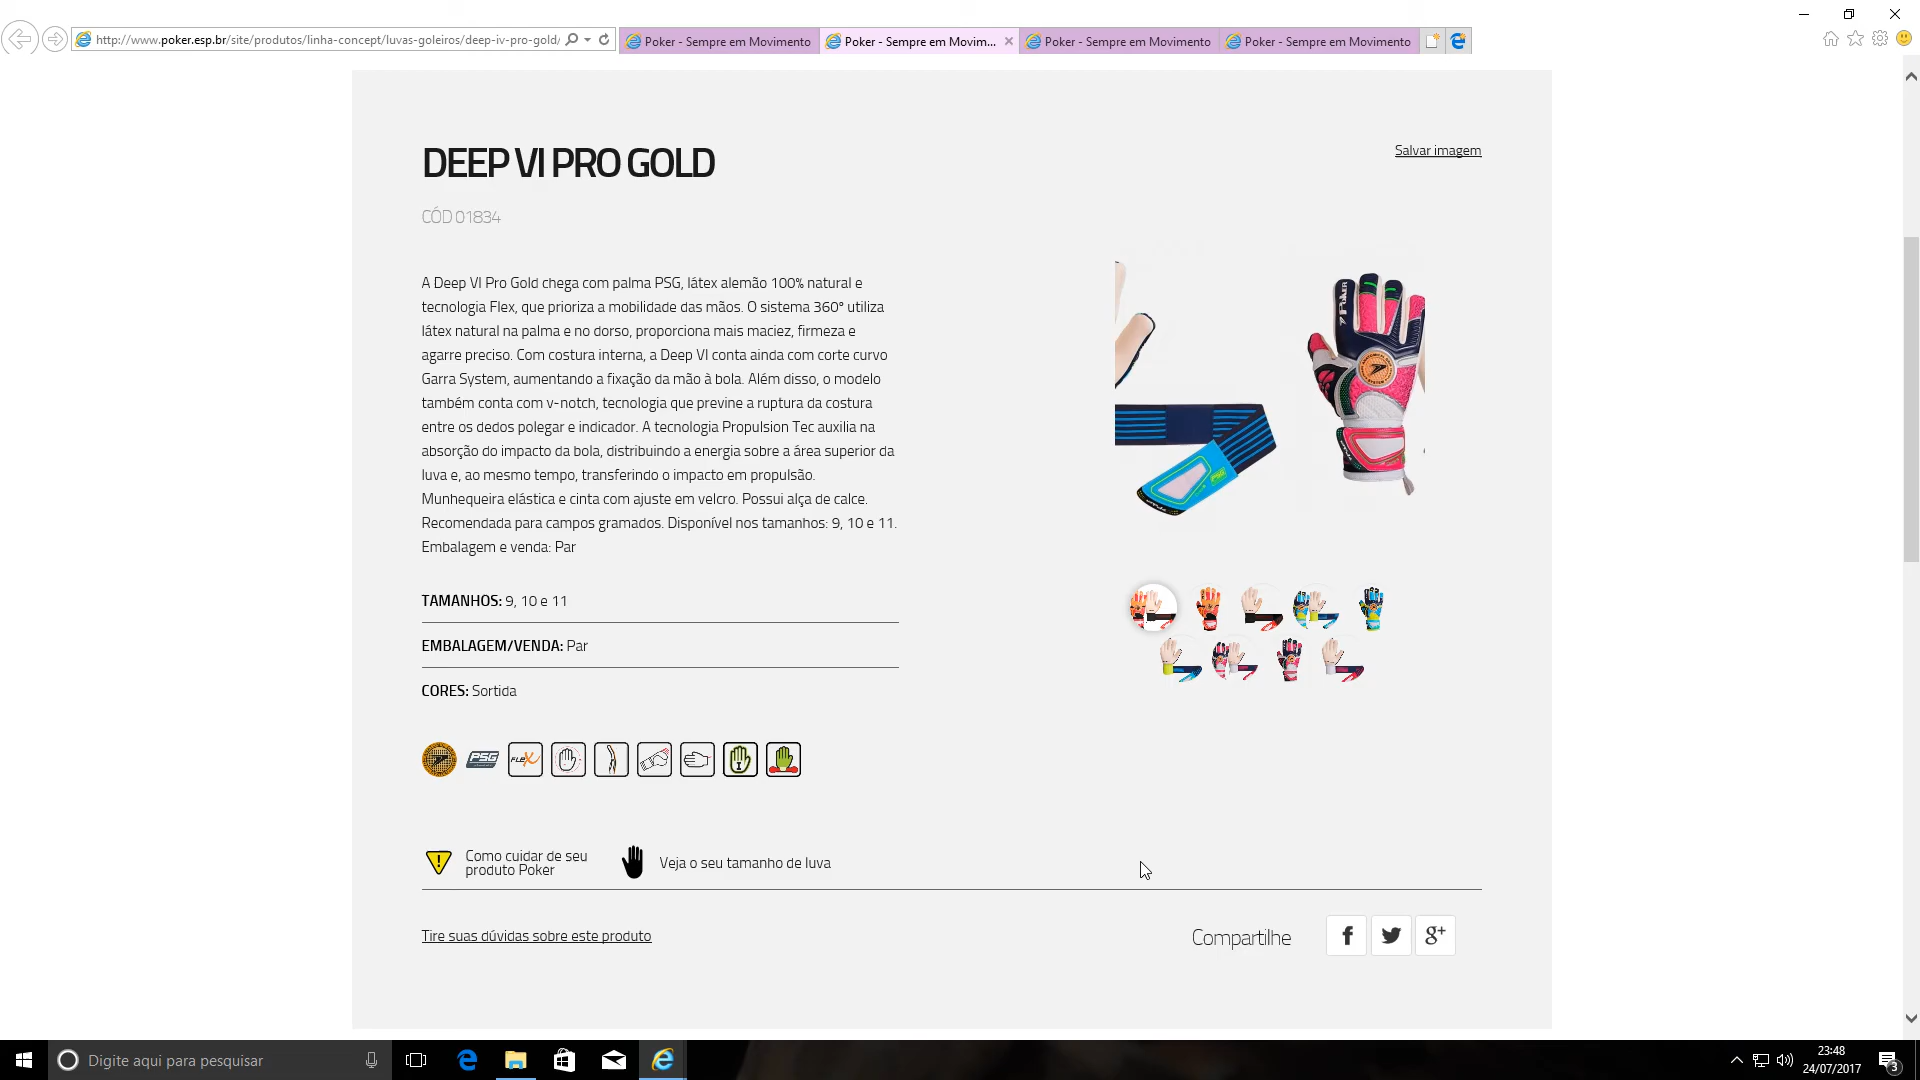 http://www.poker.esp.br/site/produtos/linha-concept/luvas-goleiros/deep-iv-pro-gold/
Poker - Sempre em Movimento
Poker - Sempre em Movim...
Poker - Sempre em Movimento
Poker - Sempre em Movimento
DEEP VI PRO GOLD
Salvar imagem
CÓD 01834
A Deep VI Pro Gold chega com palma PSG, látex alemão 100% natural e
tecnologia Flex, que prioriza a mobilidade das mãos. O sistema 360º utiliza
látex natural na palma e no dorso, proporciona mais maciez, firmeza e
agarre preciso. Com costura interna, a Deep VI conta ainda com corte curvo
Garra System, aumentando a fixação da mão à bola. Além disso, o modelo
também conta com v-notch, tecnologia que previne a ruptura da costura
entre os dedos polegar e indicador. A tecnologia Propulsion Tec auxilia na
absorção do impacto da bola, distribuindo a energia sobre a área superior da
luva e, ao mesmo tempo, transferindo o impacto em propulsão.
Munhequeira elástica e cinta com ajuste em velcro. Possui alça de calce.
Recomendada para campos gramados. Disponível nos tamanhos: 9, 10 e 11.
Embalagem e venda: Par
POKER
TAMANHOS: 9, 10 e 11
EMBALAGEM/VENDA: Par
CORES: Sortida
PSG
FLEX
Como cuidar de seu
produto Poker
Veja o seu tamanho de luva
Tire suas dúvidas sobre este produto
Compartilhe
Digite aqui para pesquisar
23:48
24/07/2017
3